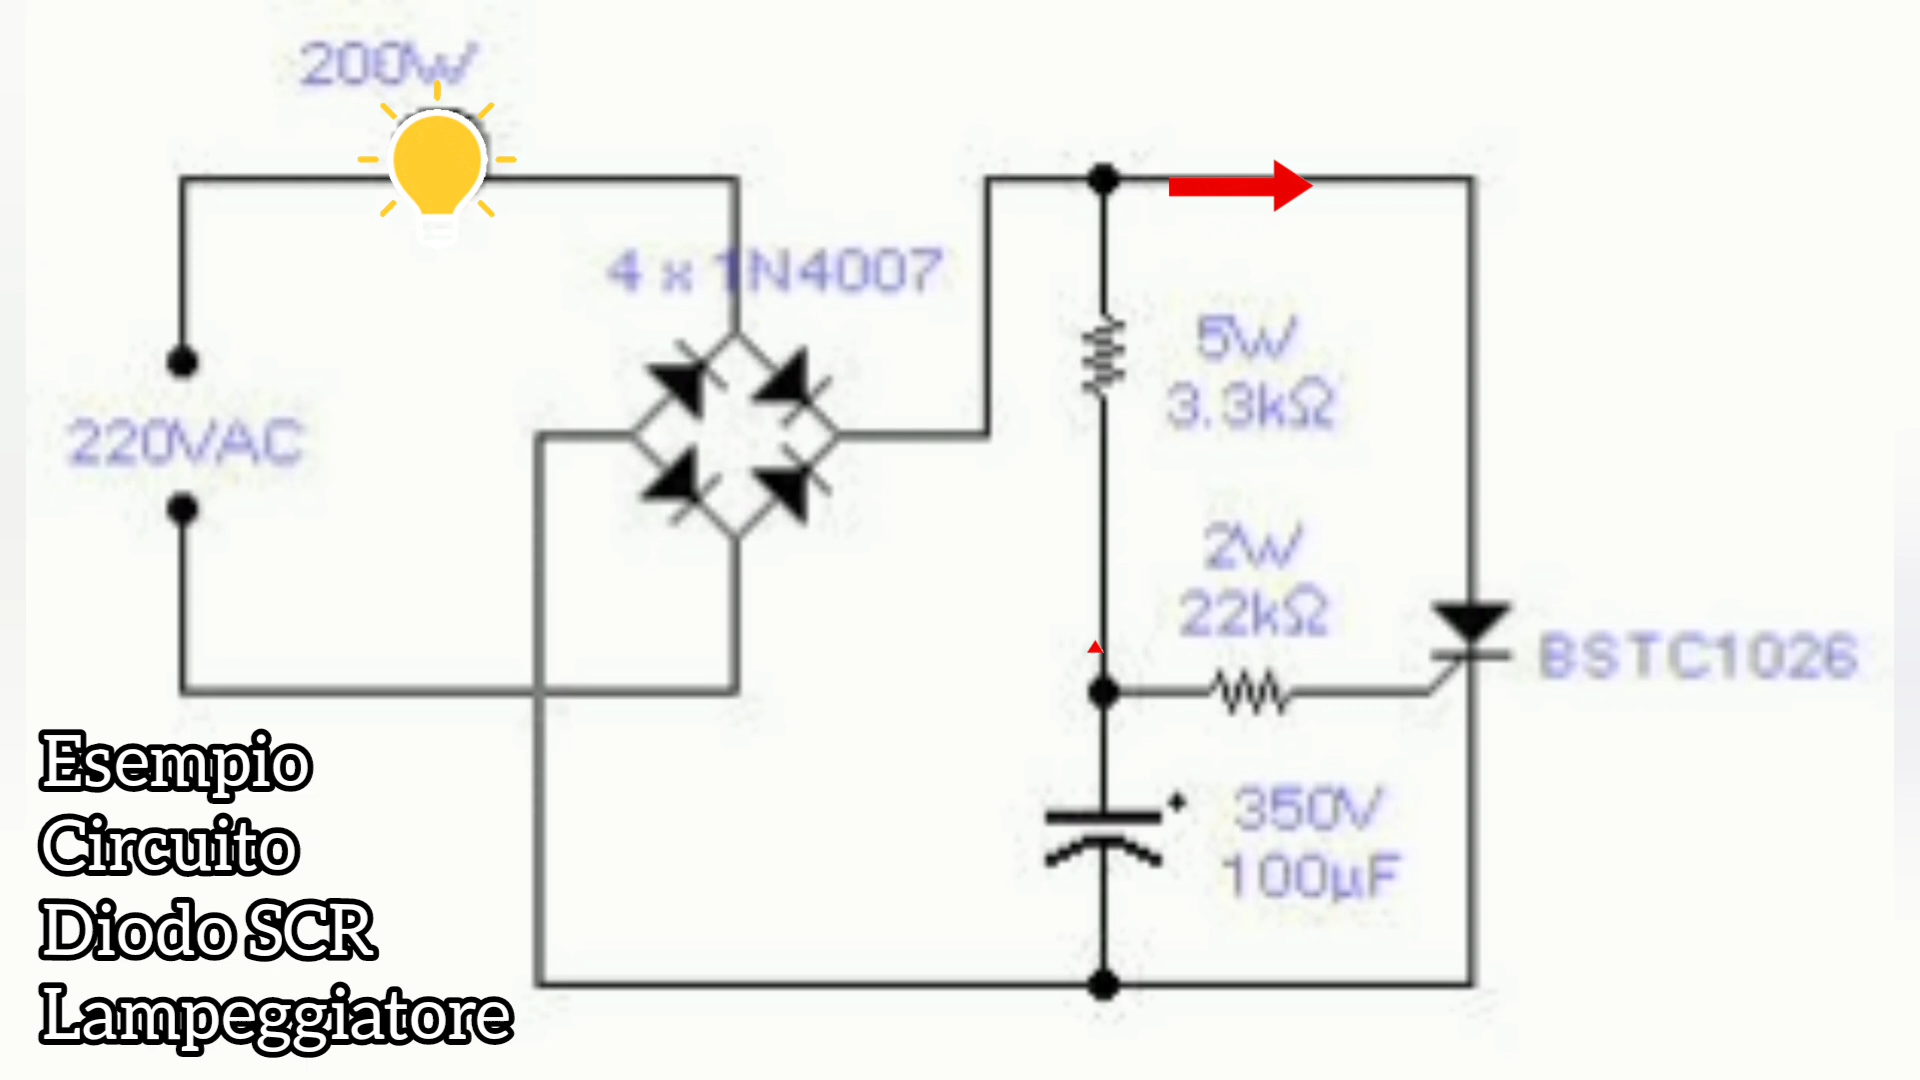 200W
4 x 1N4007
5W
3.3kΩ
220VAC
2W
22kΩ
BSTC1026
350V
100µF
Esempio
Circuito
Diodo SCR
Lampeggiatore